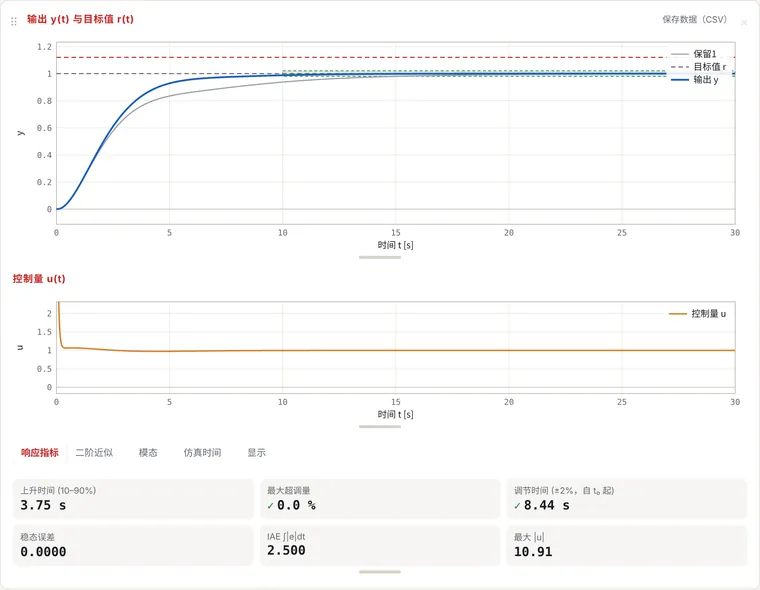 输出 y(t) 与目标值 r(t)
保存数据（CSV）
×
保留1
目标值 r
输出 y
1.2
1
0.8
0.6
0.4
0.2
0
y
0 5 10 15 20 25 30
时间 t [s]
控制量 u(t)
控制量 u
2
1.5
1
0.5
0
u
0 5 10 15 20 25 30
时间 t [s]
响应指标 二阶近似 模态 仿真时间 显示
上升时间 (10–90%)
3.75 s
最大超调量
✓ 0.0 %
调节时间 (±2%，自 t₀ 起)
✓ 8.44 s
稳态误差
0.0000
IAE ∫|e|dt
2.500
最大 |u|
10.91